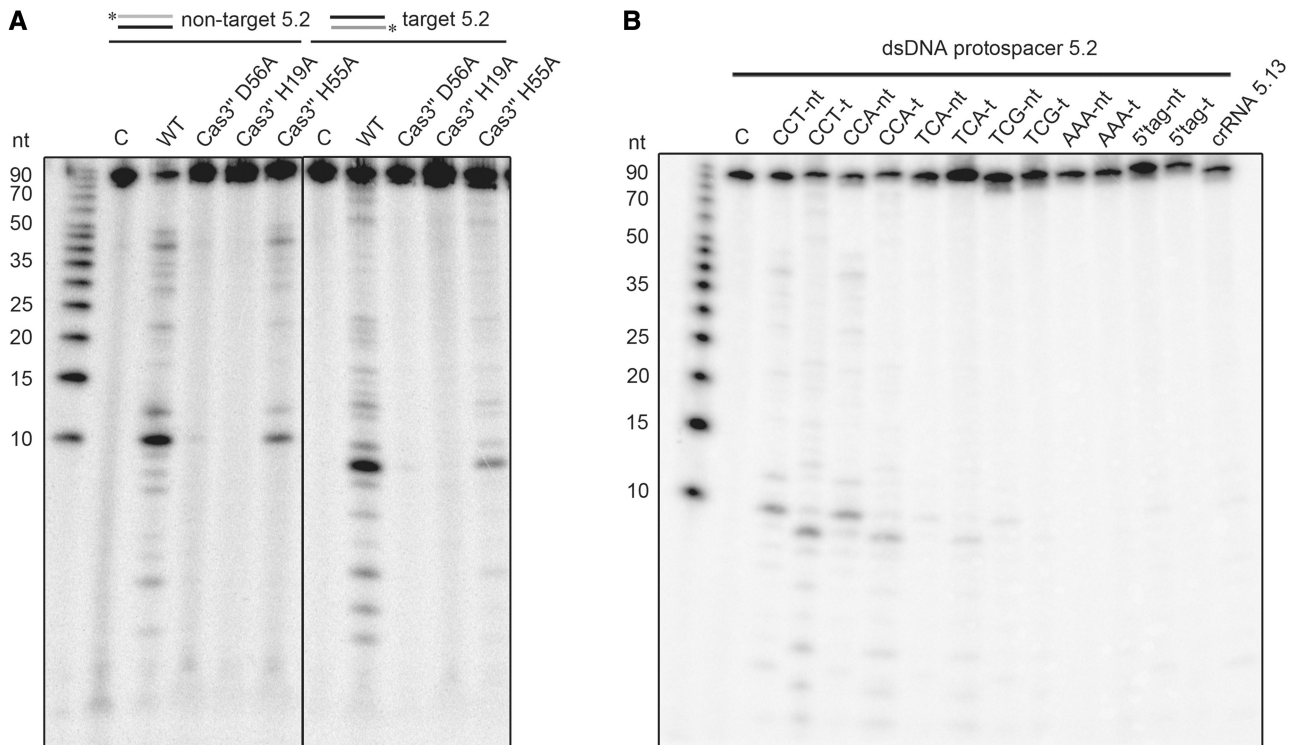 A
* non-target 5.2
target 5.2 *
nt
C
WT
Cas3" D56A
Cas3" H19A
Cas3" H55A
C
WT
Cas3" D56A
Cas3" H19A
Cas3" H55A
90
70
50
35
25
20
15
10
B
dsDNA protospacer 5.2
nt
C
CCT-nt
CCT-t
CCA-nt
CCA-t
TCA-nt
TCA-t
TCG-nt
TCG-t
AAA-nt
AAA-t
5'tag-nt
5'tag-t
crRNA 5.13
90
70
50
35
25
20
15
10